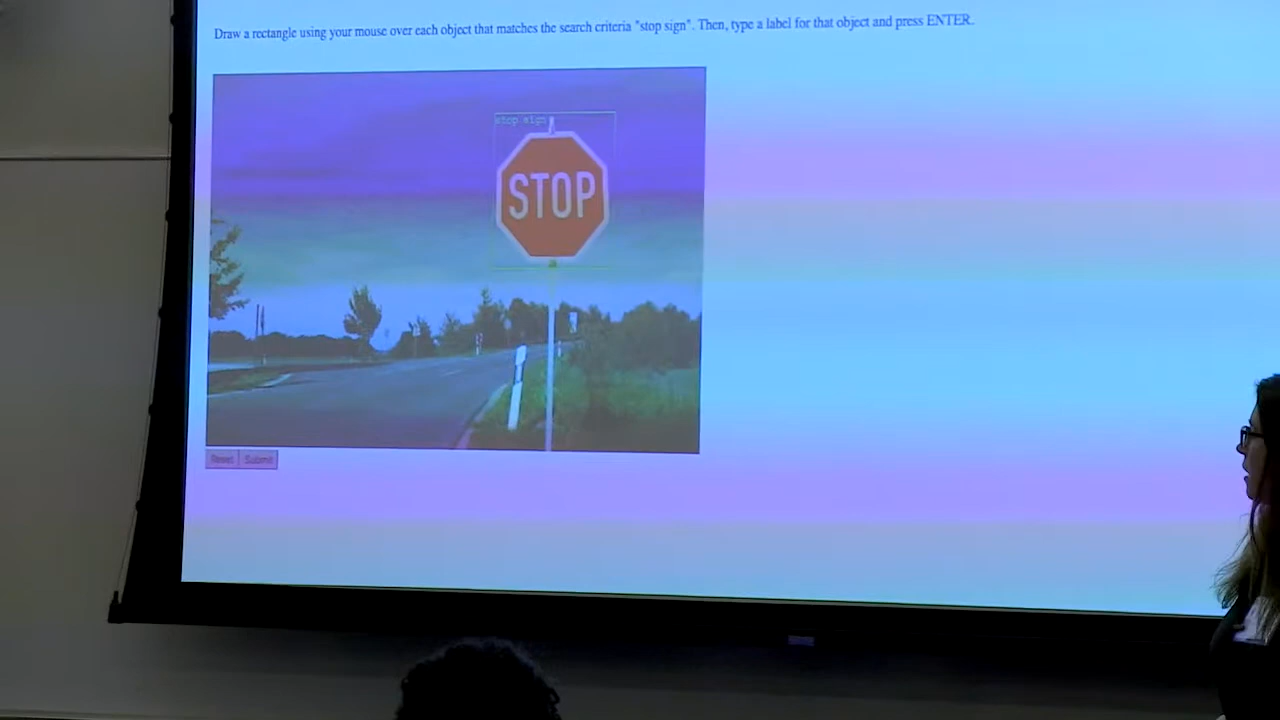 Draw a rectangle using your mouse over each object that matches the search criteria "stop sign". Then, type a label for that object and press ENTER.
stop sign
STOP
Reset Submit